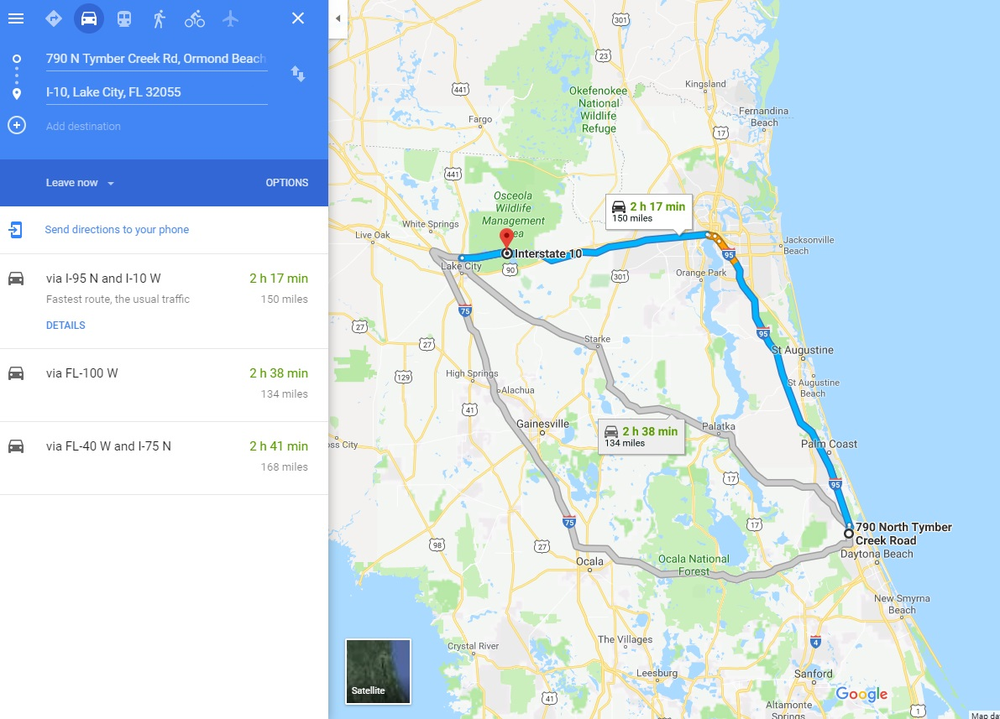 790 N Tymber Creek Rd, Ormond Beach
I-10, Lake City, FL 32055
Add destination
Leave now
OPTIONS
Send directions to your phone
via I-95 N and I-10 W
2 h 17 min
Fastest route, the usual traffic
150 miles
DETAILS
via FL-100 W
2 h 38 min
134 miles
via FL-40 W and I-75 N
2 h 41 min
168 miles
301
23
441
Kingsland
Okefenokee
National
Wildlife
Refuge
Fargo
Fernandina
Beach
17
441
Osceola
Wildlife
Management
2 h 17 min
150 miles
White Springs
Live Oak
Jacksonville
Beach
Interstate 10
95
Lake City
90
301
Orange Park
75
27
27
95
Starke
St Augustine
129
High Springs
St Augustine
Beach
Alachua
41
Gainesville
2 h 38 min
134 miles
Palatka
Palm Coast
17
95
75
17
790 North Tymber
Creek Road
98
27
Ocala
Ocala National
Forest
Daytona Beach
New Smyrna
Beach
The Villages
4
Crystal River
Leesburg
Sanford
Satellite
41
Google
Altamonte
Springs
1
Map da